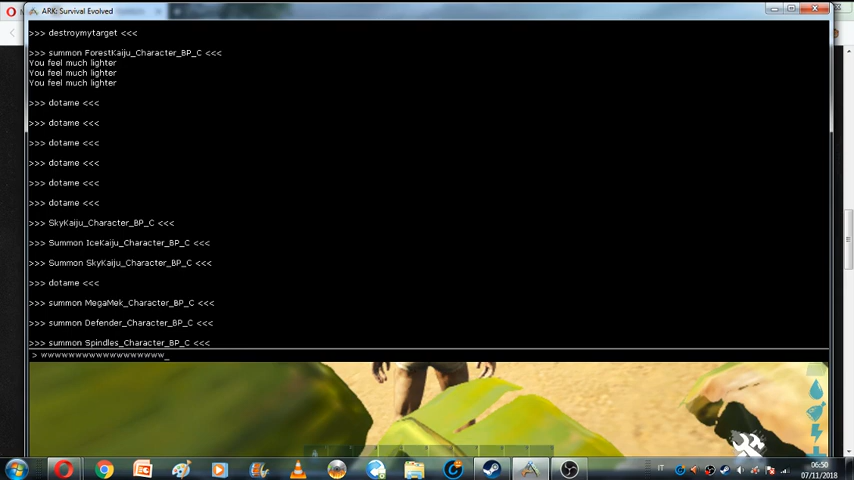 ARK: Survival Evolved
>>> destroymytarget <<<
>>> summon ForestKaiju_Character_BP_C <<<
You feel much lighter
You feel much lighter
You feel much lighter
>>> dotame <<<
>>> dotame <<<
>>> dotame <<<
>>> dotame <<<
>>> dotame <<<
>>> dotame <<<
>>> SkyKaiju_Character_BP_C <<<
>>> Summon IceKaiju_Character_BP_C <<<
>>> Summon SkyKaiju_Character_BP_C <<<
>>> dotame <<<
>>> summon MegaMek_Character_BP_C <<<
>>> summon Defender_Character_BP_C <<<
>>> summon Spindles_Character_BP_C <<<
> wwwwwwwwwwwwwwwwww_
IT
06:50
07/11/2018